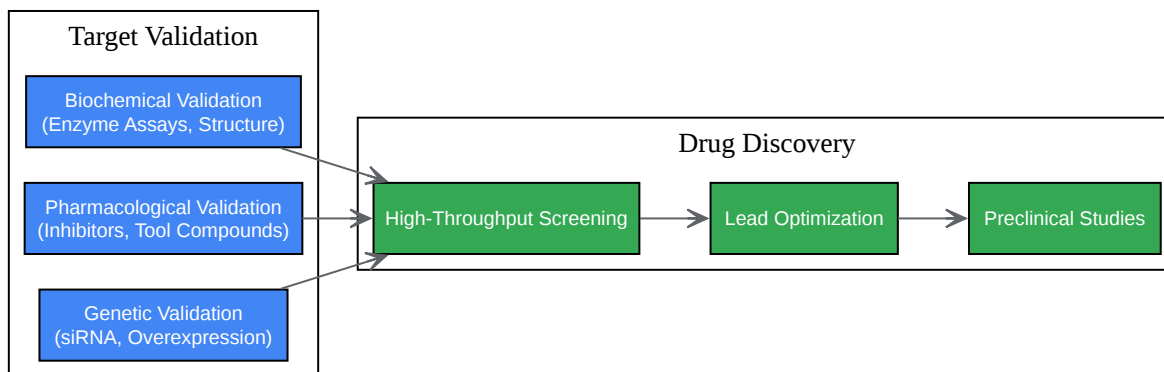 Target Validation
Biochemical Validation
(Enzyme Assays, Structure)
Pharmacological Validation
(Inhibitors, Tool Compounds)
Genetic Validation
(siRNA, Overexpression)
Drug Discovery
High-Throughput Screening
Lead Optimization
Preclinical Studies